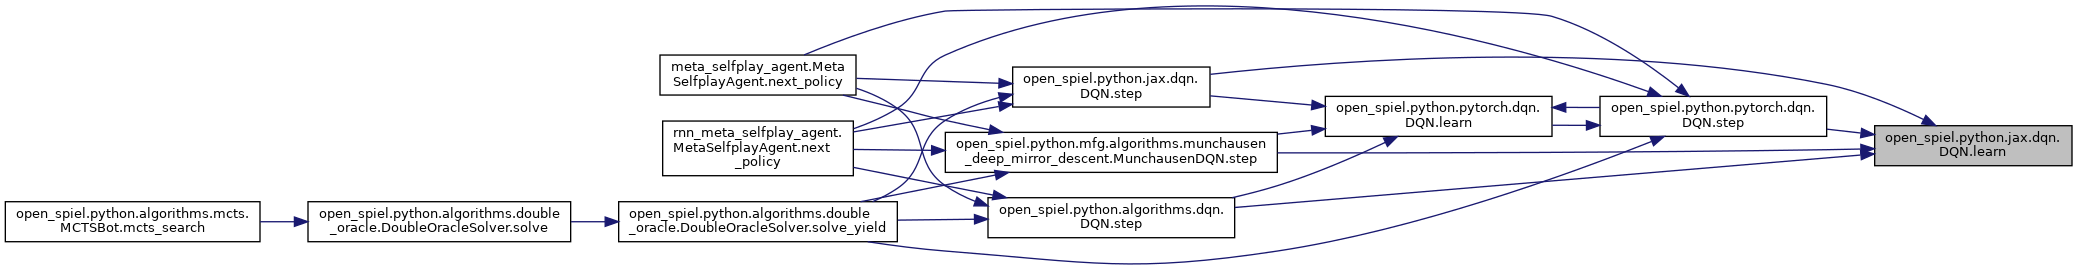 meta_selfplay_agent.Meta
SelfplayAgent.next_policy
open_spiel.python.jax.dqn.
DQN.step
open_spiel.python.pytorch.dqn.
DQN.learn
open_spiel.python.pytorch.dqn.
DQN.step
rnn_meta_selfplay_agent.
MetaSelfplayAgent.next
_policy
open_spiel.python.mfg.algorithms.munchausen
_deep_mirror_descent.MunchausenDQN.step
open_spiel.python.jax.dqn.
DQN.learn
open_spiel.python.algorithms.mcts.
MCTSBot.mcts_search
open_spiel.python.algorithms.double
_oracle.DoubleOracleSolver.solve
open_spiel.python.algorithms.double
_oracle.DoubleOracleSolver.solve_yield
open_spiel.python.algorithms.dqn.
DQN.step